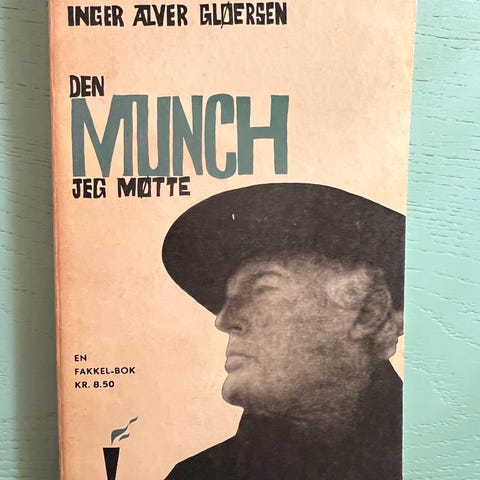 INGER ALVER GLØERSEN
DEN
MUNCH
JEG MØTTE
EN
FAKKEL-BOK
KR. 8.50